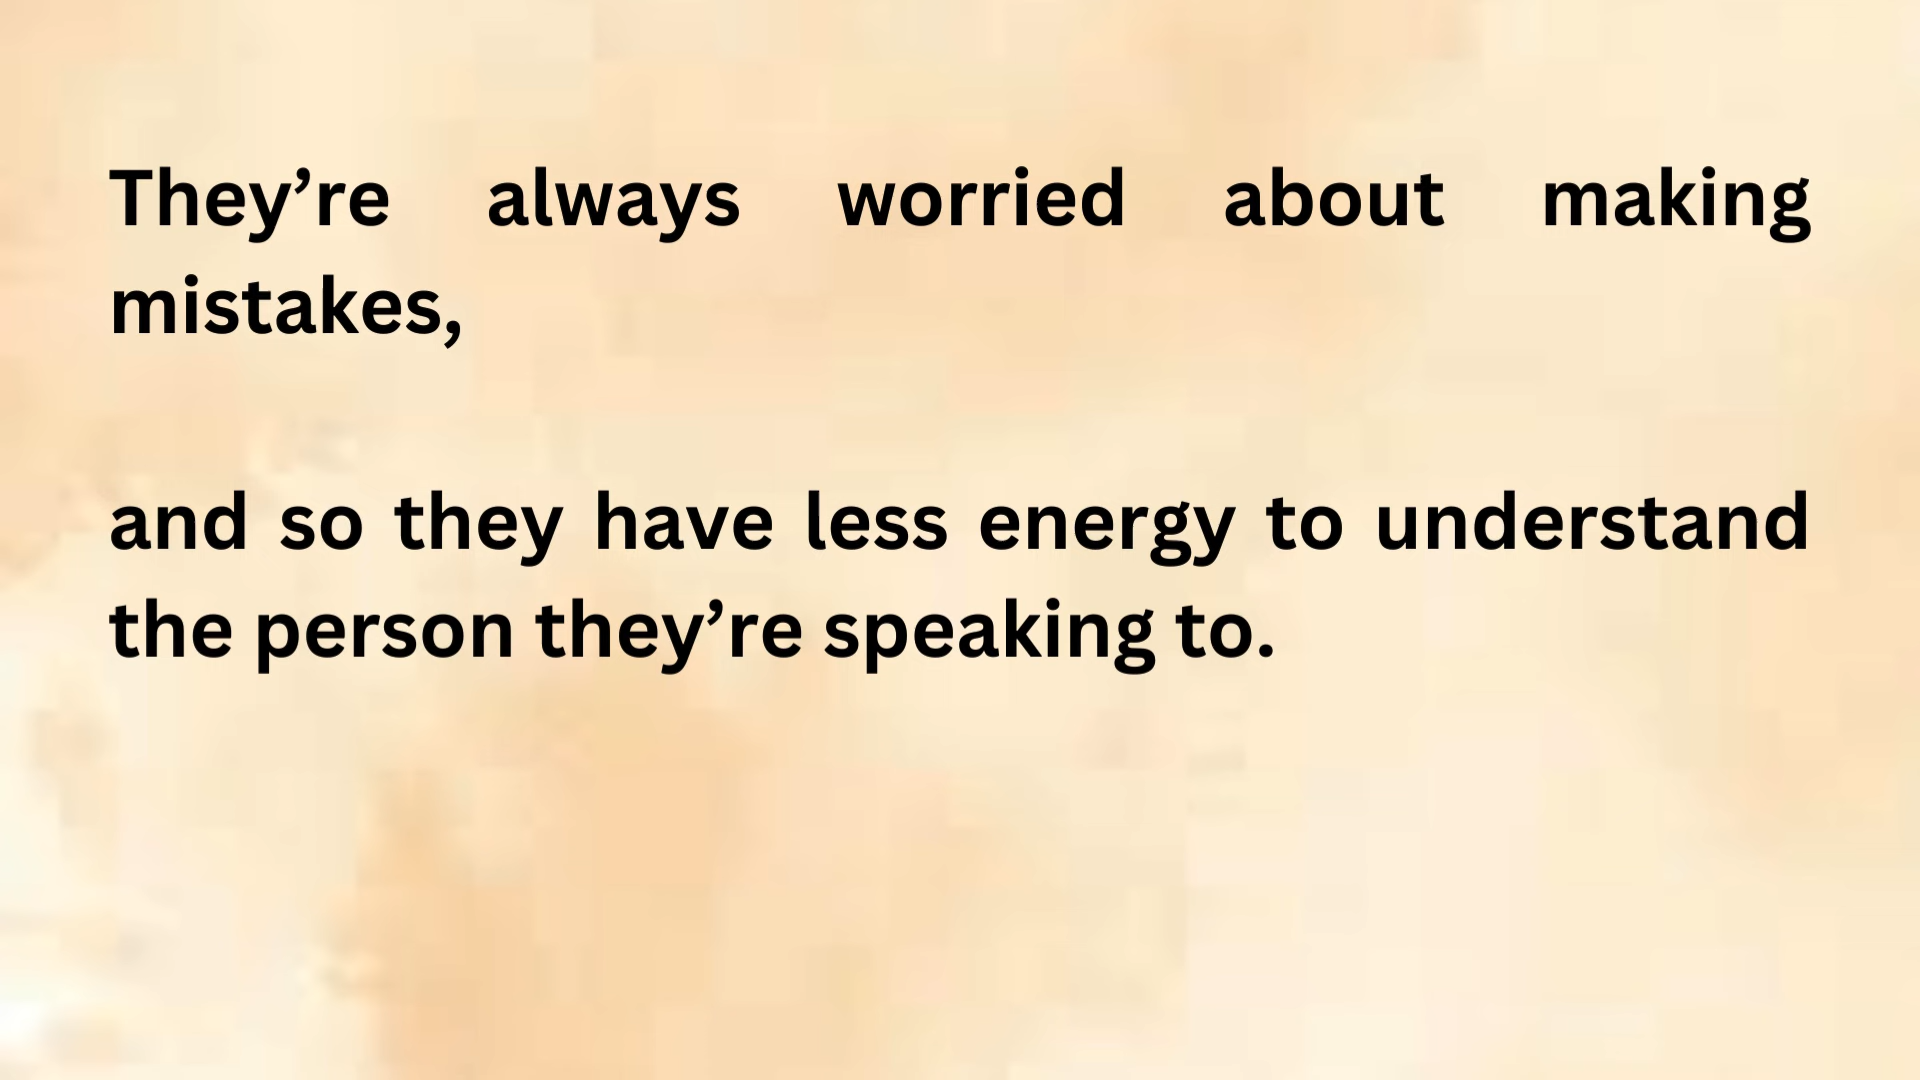 They’re always worried about making
mistakes,
and so they have less energy to understand
the person they’re speaking to.